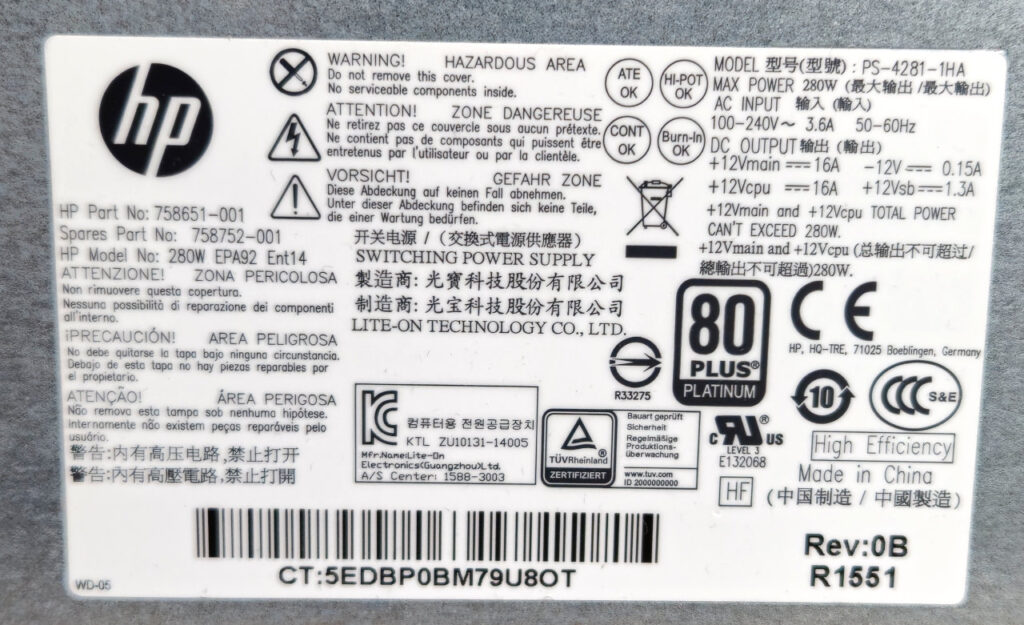 hp
HP Part No: 758651-001
Spares Part No: 758752-001
HP Model No: 280W EPA92 Ent14
ATTENZIONE! ZONA PERICOLOSA
Non rimuovere questa copertura.
Nessuna possibilità di reparazione dei componenti
all'interno.
¡PRECAUCIÓN! AREA PELIGROSA
No debe quitarse la tapa bajo ninguna circunstancia.
Debajo de esta tapa no hay piezas reparables por
el propietario.
ATENÇÃO! ÁREA PERIGOSA
Não remova esta tampa sob nenhuma hipótese.
Internamente não existem peças reparáveis pelo
usuário.
警告:内有高压电路,禁止打开
警告:內有高壓電路,禁止打開
WARNING! HAZARDOUS AREA
Do not remove this cover.
No serviceable components inside.
ATTENTION! ZONE DANGEREUSE
Ne retirez pas ce couvercle sous aucun prétexte.
Ne contient pas de composants qui puissent être
entretenus par l'utilisateur ou par la clientèle.
VORSICHT! GEFAHR ZONE
Diese Abdeckung auf keinen Fall abnehmen.
Unter dieser Abdeckung befinden sich keine Teile,
die einer Wartung bedürfen.
开关电源 / (交換式電源供應器)
SWITCHING POWER SUPPLY
製造商: 光寶科技股份有限公司
制造商: 光宝科技股份有限公司
LITE-ON TECHNOLOGY CO., LTD.
ATE
OK
HI-POT
OK
CONT
OK
Burn-In
OK
MODEL 型号(型號) : PS-4281-1HA
MAX POWER 280W (最大输出 /最大輸出)
AC INPUT 输入 (輸入)
100-240V~ 3.6A 50-60Hz
DC OUTPUT 输出 (輸出)
+12Vmain ⎓ 16A -12V ⎓ 0.15A
+12Vcpu ⎓ 16A +12Vsb ⎓ 1.3A
+12Vmain and +12Vcpu TOTAL POWER
CAN'T EXCEED 280W.
+12Vmain and +12Vcpu (总输出不可超过/
總輸出不可超過)280W.
R33275
80
PLUS®
PLATINUM
CE
HP, HQ-TRE, 71025 Boeblingen, Germany
10
CCC S&E
KC
컴퓨터용 전원공급장치
KTL ZU10131-14005
Mfr.Name:Lite-On
Electronics(Guangzhou)Ltd.
A/S Center: 1588-3003
TÜVRheinland®
ZERTIFIZIERT
Bauart geprüft
Sicherheit
Regelmäßige
Produktions-
überwachung
www.tuv.com
ID 2000000000
c RU ® US
LEVEL 3
E132068
High Efficiency
HF
Made in China
(中国制造 / 中國製造)
CT:5EDBP0BM79U8OT
Rev:0B
R1551
WD-05